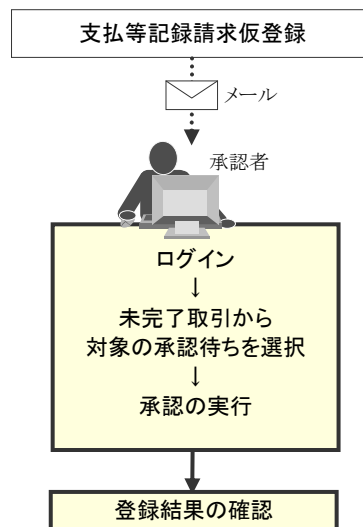 支払等記録請求仮登録
メール
承認者
ログイン
↓
未完了取引から
対象の承認待ちを選択
↓
承認の実行
登録結果の確認